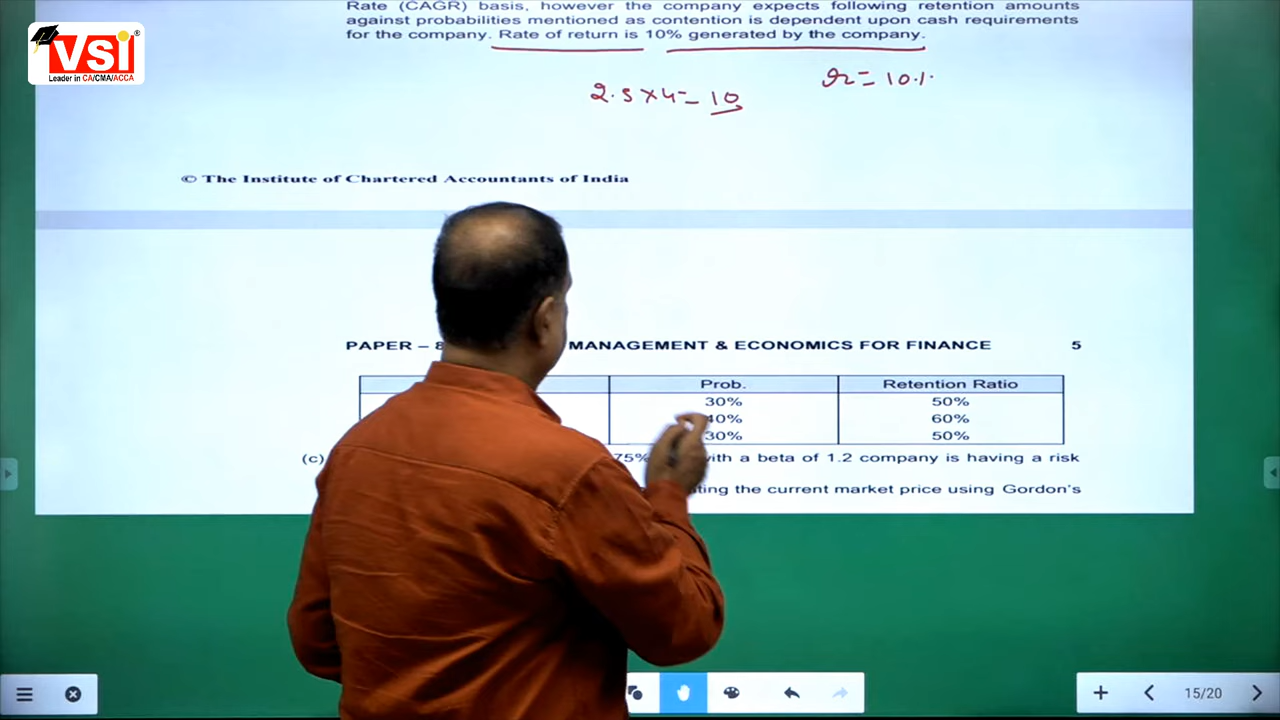 Rate (CAGR) basis, however the company expects following retention amounts
against probabilities mentioned as contention is dependent upon cash requirements
for the company. Rate of return is 10% generated by the company.
VSI
®
Leader in CA/CMA/ACCA
2.5 x 4 = 10
r = 10%
© The Institute of Chartered Accountants of India
PAPER – 8 MANAGEMENT & ECONOMICS FOR FINANCE 5
Prob. Retention Ratio
30% 50%
40% 60%
30% 50%
(c) 75% with a beta of 1.2 company is having a risk
the current market price using Gordon's
15/20